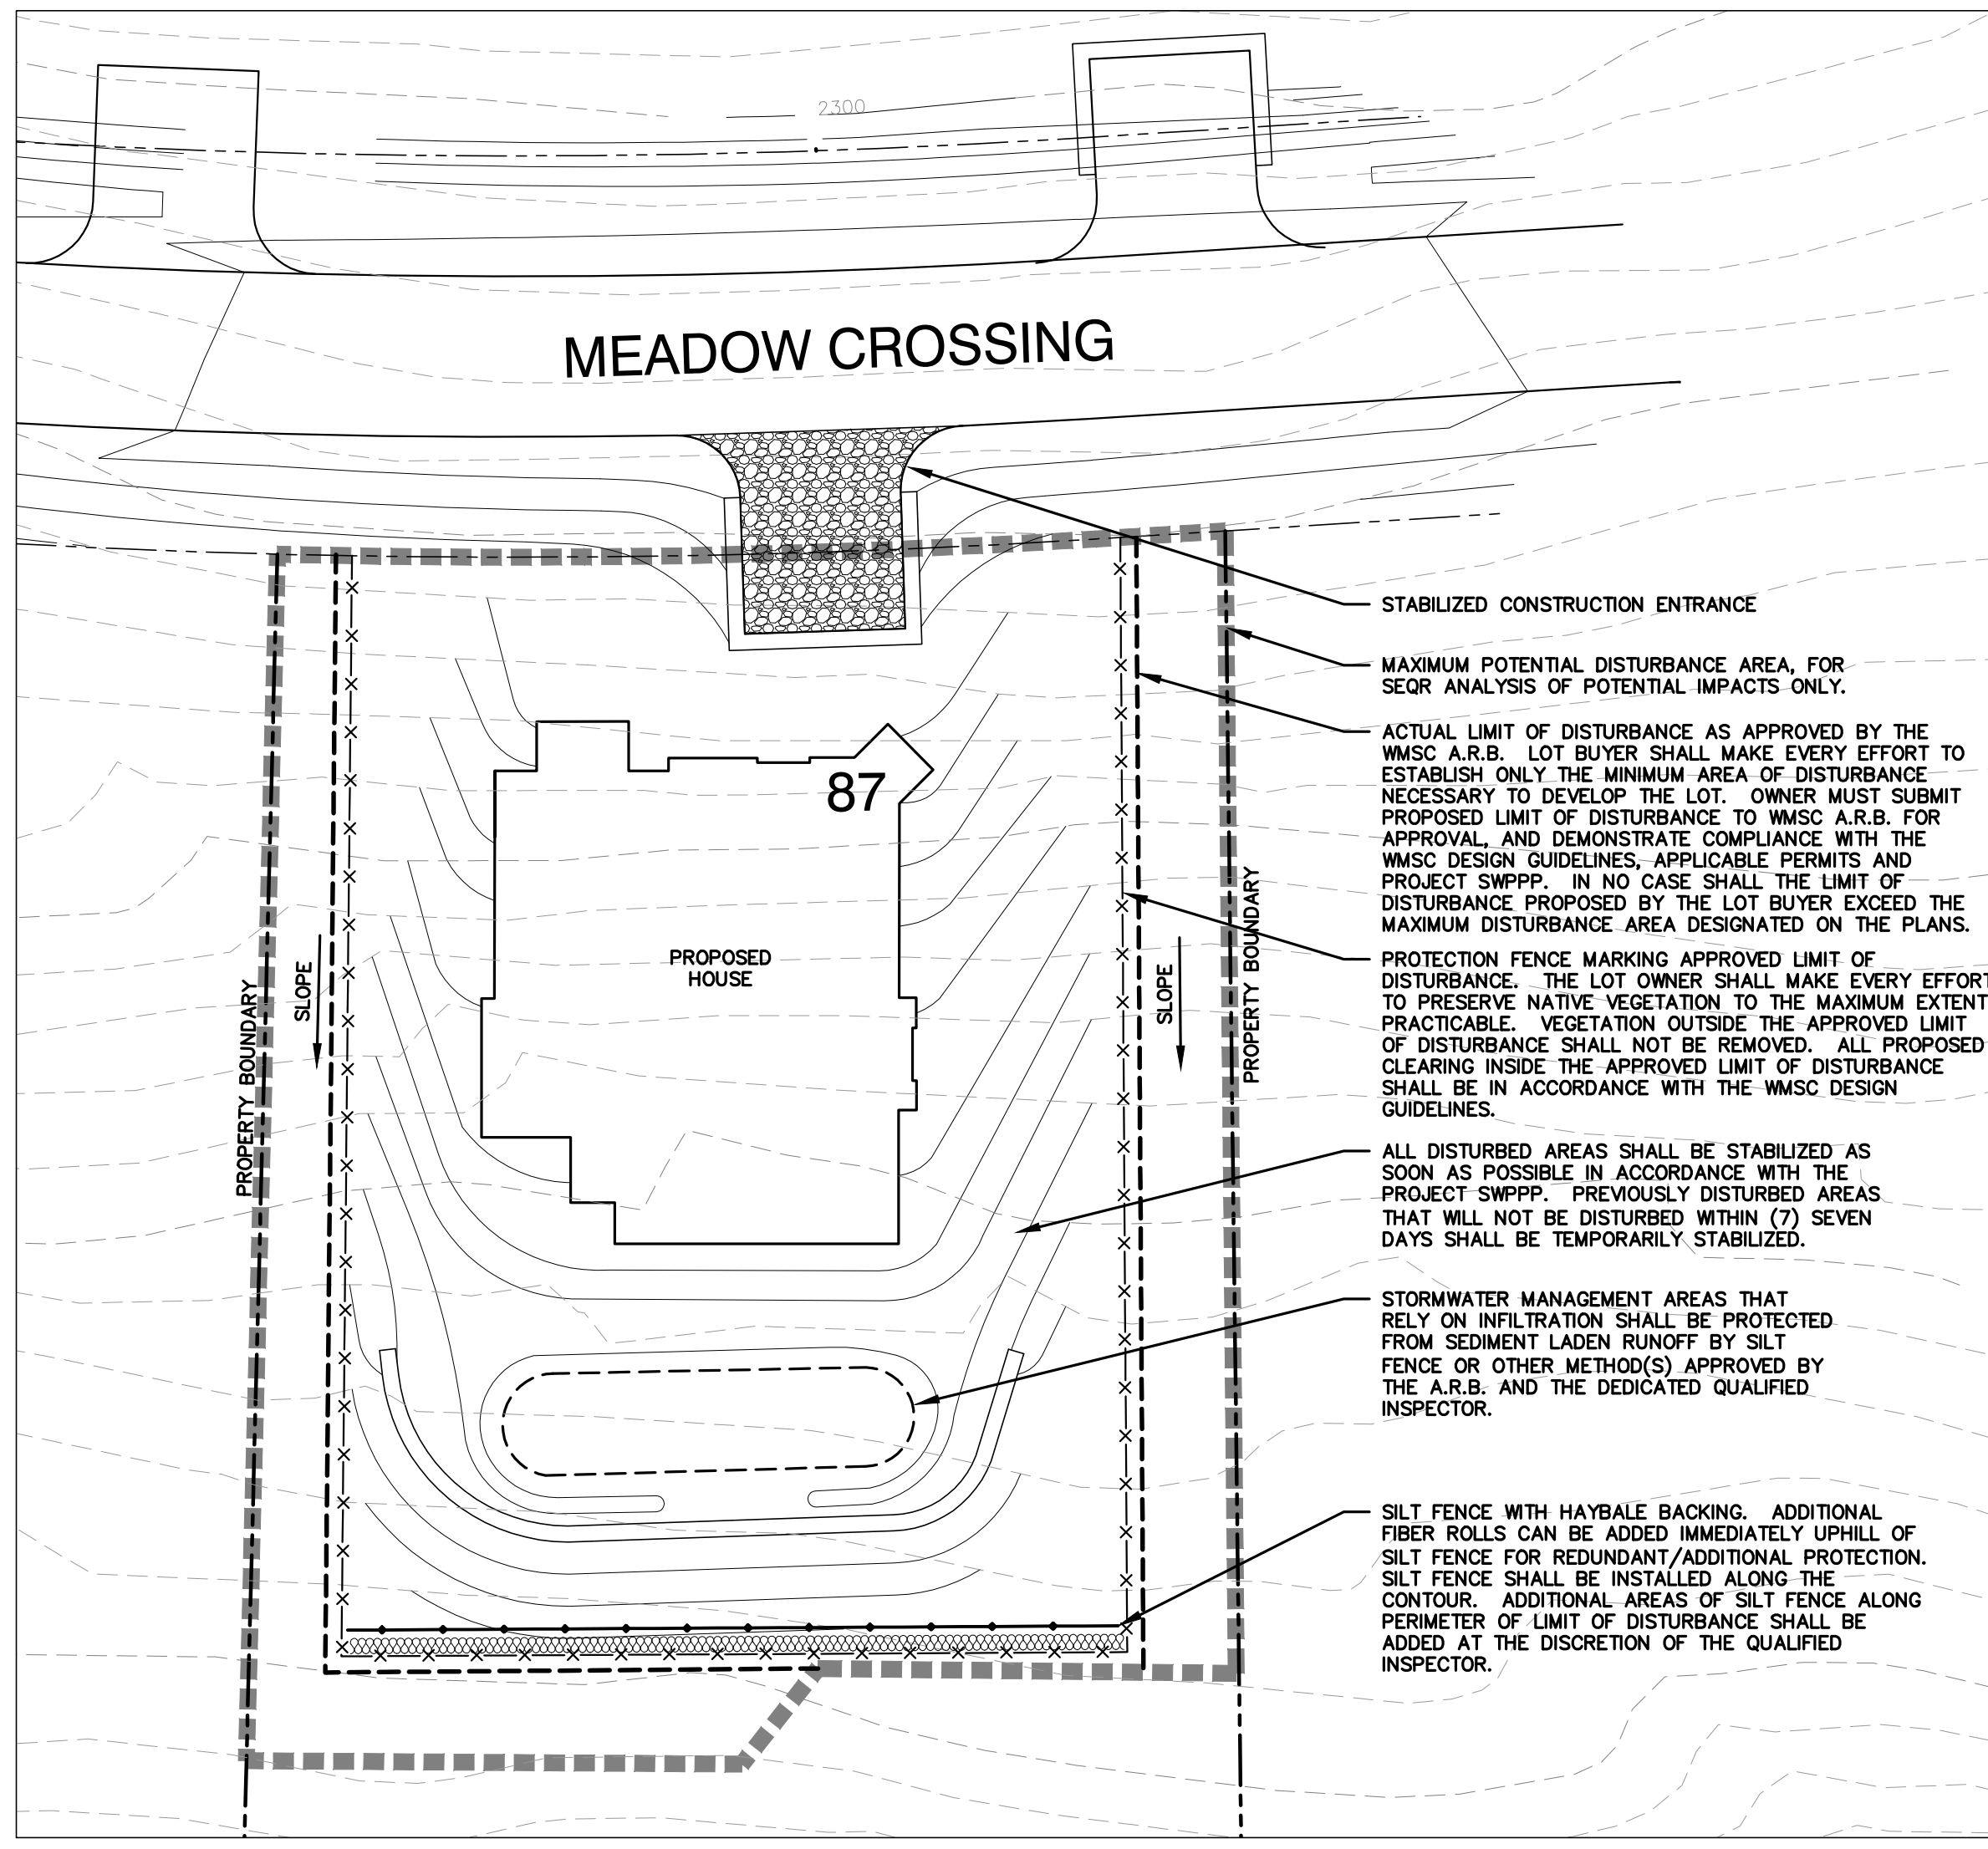 2300
MEADOW CROSSING
STABILIZED CONSTRUCTION ENTRANCE
MAXIMUM POTENTIAL DISTURBANCE AREA, FOR
SEQR ANALYSIS OF POTENTIAL IMPACTS ONLY.
ACTUAL LIMIT OF DISTURBANCE AS APPROVED BY THE
WMSC A.R.B. LOT BUYER SHALL MAKE EVERY EFFORT TO
ESTABLISH ONLY THE MINIMUM AREA OF DISTURBANCE
NECESSARY TO DEVELOP THE LOT. OWNER MUST SUBMIT
PROPOSED LIMIT OF DISTURBANCE TO WMSC A.R.B. FOR
APPROVAL, AND DEMONSTRATE COMPLIANCE WITH THE
WMSC DESIGN GUIDELINES, APPLICABLE PERMITS AND
PROJECT SWPPP. IN NO CASE SHALL THE LIMIT OF
DISTURBANCE PROPOSED BY THE LOT BUYER EXCEED THE
MAXIMUM DISTURBANCE AREA DESIGNATED ON THE PLANS.
87
PROPOSED
HOUSE
SLOPE
SLOPE
PROPERTY BOUNDARY
PROPERTY BOUNDARY
PROTECTION FENCE MARKING APPROVED LIMIT OF
DISTURBANCE. THE LOT OWNER SHALL MAKE EVERY EFFORT
TO PRESERVE NATIVE VEGETATION TO THE MAXIMUM EXTENT
PRACTICABLE. VEGETATION OUTSIDE THE APPROVED LIMIT
OF DISTURBANCE SHALL NOT BE REMOVED. ALL PROPOSED
CLEARING INSIDE THE APPROVED LIMIT OF DISTURBANCE
SHALL BE IN ACCORDANCE WITH THE WMSC DESIGN
GUIDELINES.
ALL DISTURBED AREAS SHALL BE STABILIZED AS
SOON AS POSSIBLE IN ACCORDANCE WITH THE
PROJECT SWPPP. PREVIOUSLY DISTURBED AREAS
THAT WILL NOT BE DISTURBED WITHIN (7) SEVEN
DAYS SHALL BE TEMPORARILY STABILIZED.
STORMWATER MANAGEMENT AREAS THAT
RELY ON INFILTRATION SHALL BE PROTECTED
FROM SEDIMENT LADEN RUNOFF BY SILT
FENCE OR OTHER METHOD(S) APPROVED BY
THE A.R.B. AND THE DEDICATED QUALIFIED
INSPECTOR.
SILT FENCE WITH HAYBALE BACKING. ADDITIONAL
FIBER ROLLS CAN BE ADDED IMMEDIATELY UPHILL OF
SILT FENCE FOR REDUNDANT/ADDITIONAL PROTECTION.
SILT FENCE SHALL BE INSTALLED ALONG THE
CONTOUR. ADDITIONAL AREAS OF SILT FENCE ALONG
PERIMETER OF LIMIT OF DISTURBANCE SHALL BE
ADDED AT THE DISCRETION OF THE QUALIFIED
INSPECTOR.